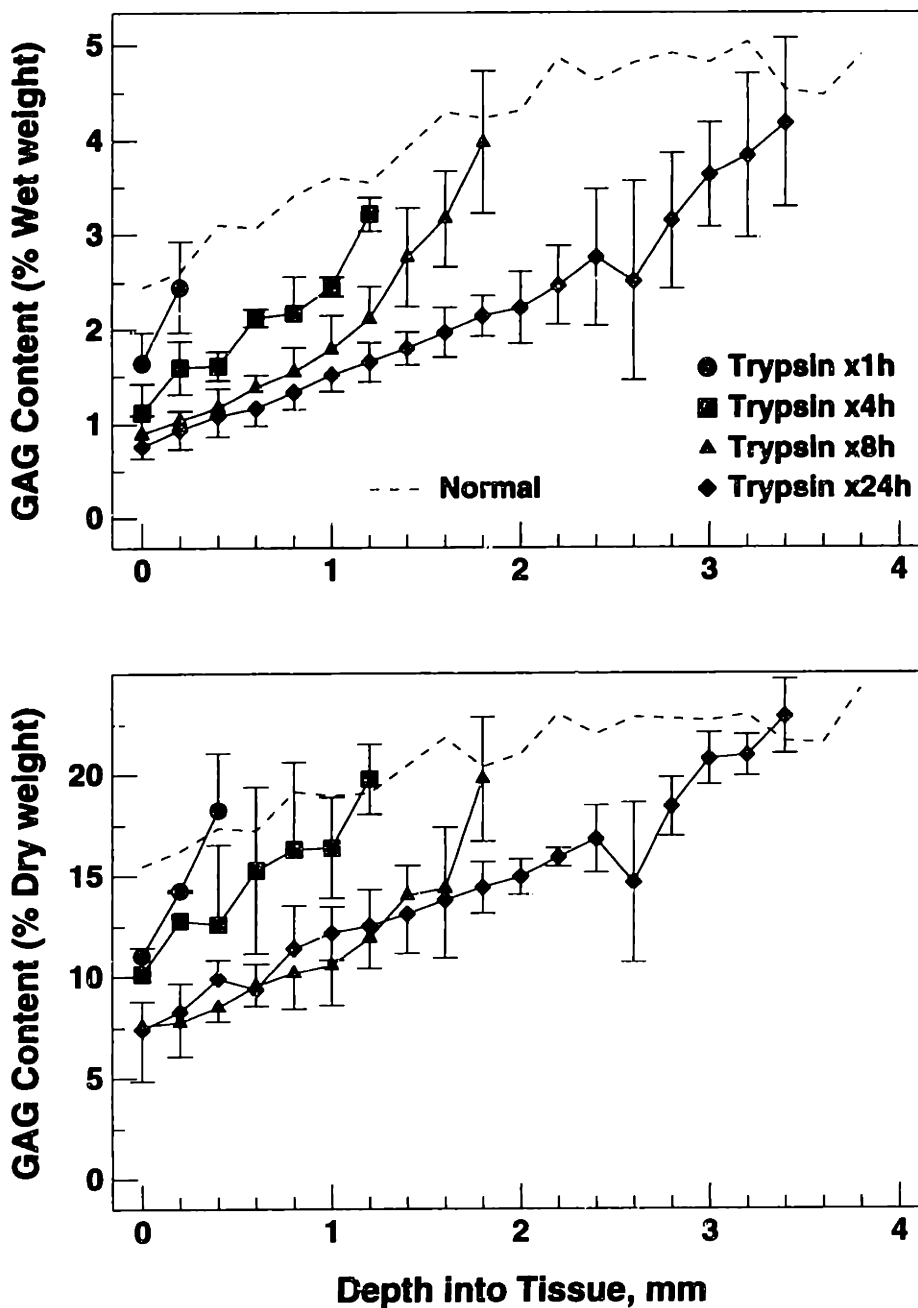 GAG Content (% Wet weight)
5
4
3
2
1
0
Trypsin x1h
Trypsin x4h
Trypsin x8h
Trypsin x24h
Normal
0 1 2 3 4
GAG Content (% Dry weight)
20
15
10
5
0
0 1 2 3 4
Depth into Tissue, mm